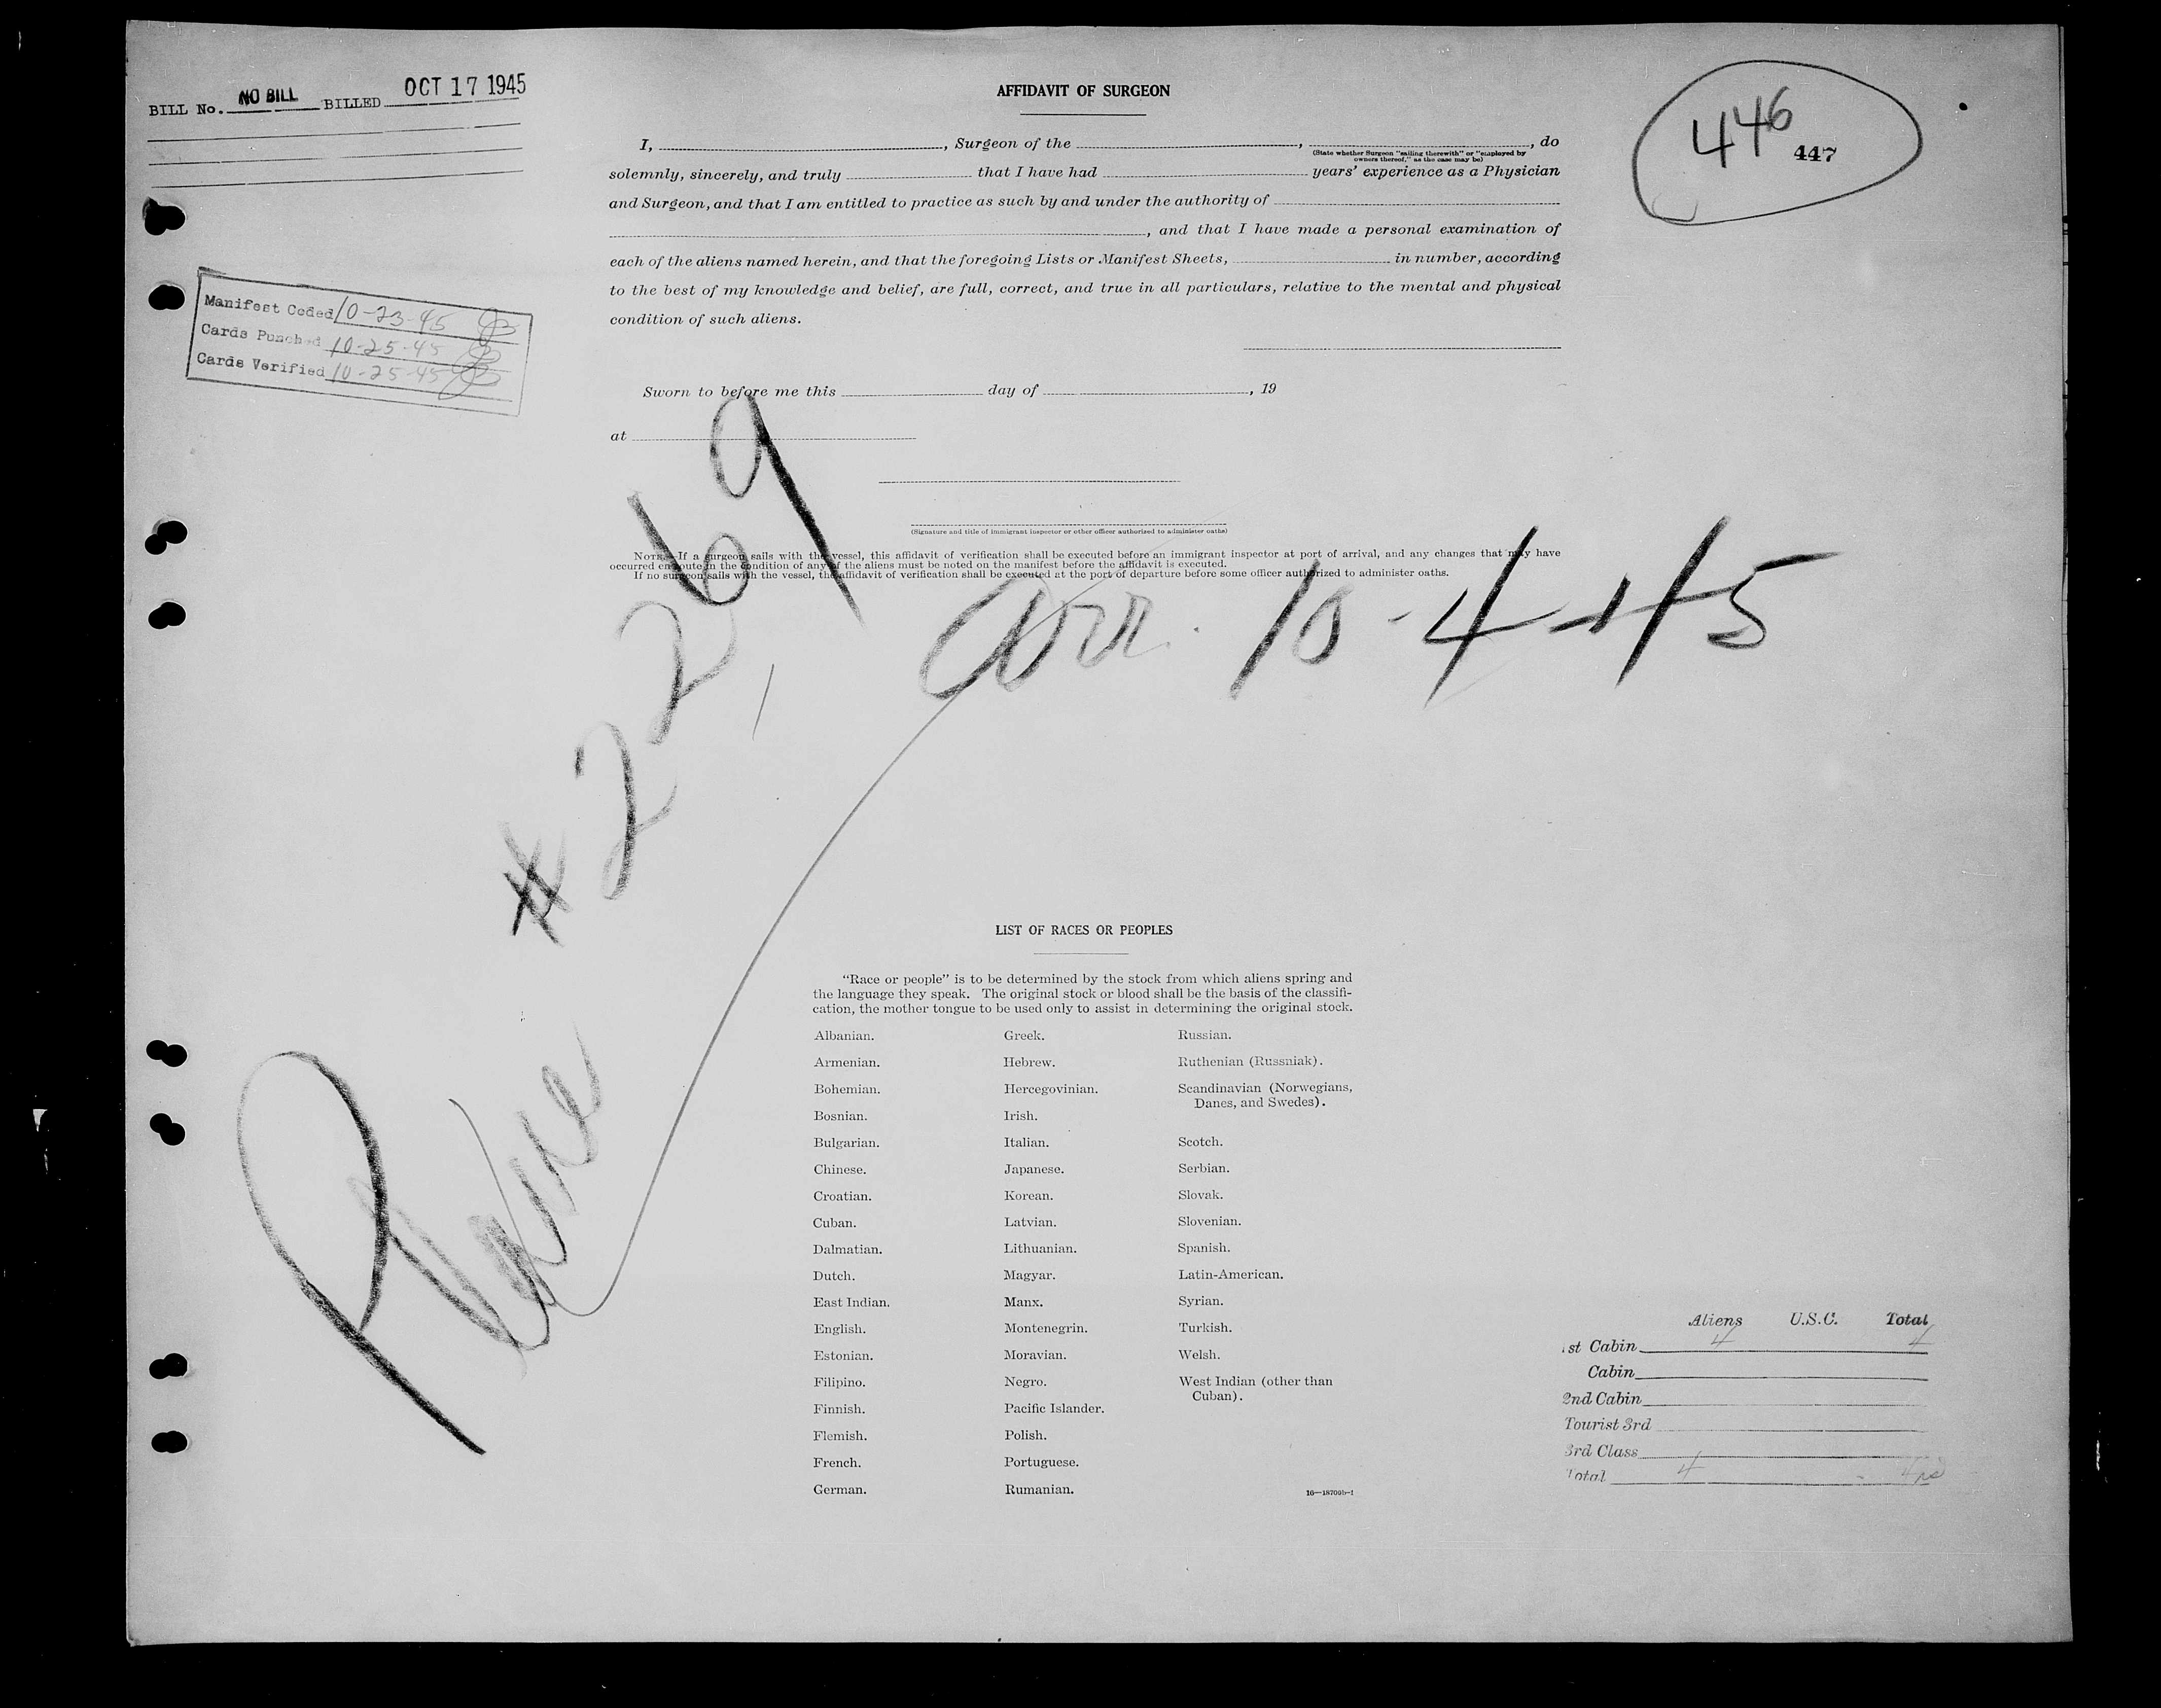 BILL No. NO BILL BILLED OCT 17 1945
446
447
AFFIDAVIT OF SURGEON
I, , Surgeon of the , , do
(State whether Surgeon "sailing therewith" or "employed by
owners thereof," as the case may be)
solemnly, sincerely, and truly that I have had years' experience as a Physician
and Surgeon, and that I am entitled to practice as such by and under the authority of
, and that I have made a personal examination of
each of the aliens named herein, and that the foregoing Lists or Manifest Sheets, in number, according
to the best of my knowledge and belief, are full, correct, and true in all particulars, relative to the mental and physical
condition of such aliens.
Manifest Coded 10-23-45
Cards Punched 10-25-45
Cards Verified 10-25-45
Sworn to before me this day of , 19
at
(Signature and title of immigrant inspector or other officer authorized to administer oaths)
NOTE.—If a surgeon sails with the vessel, this affidavit of verification shall be executed before an immigrant inspector at port of arrival, and any changes that may have
occurred en route in the condition of any of the aliens must be noted on the manifest before the affidavit is executed.
If no surgeon sails with the vessel, the affidavit of verification shall be executed at the port of departure before some officer authorized to administer oaths.
Plane #2269
Arr. 10-4-45
LIST OF RACES OR PEOPLES
"Race or people" is to be determined by the stock from which aliens spring and
the language they speak. The original stock or blood shall be the basis of the classifi-
cation, the mother tongue to be used only to assist in determining the original stock.
Albanian.
Armenian.
Bohemian.
Bosnian.
Bulgarian.
Chinese.
Croatian.
Cuban.
Dalmatian.
Dutch.
East Indian.
English.
Estonian.
Filipino.
Finnish.
Flemish.
French.
German.
Greek.
Hebrew.
Hercegovinian.
Irish.
Italian.
Japanese.
Korean.
Latvian.
Lithuanian.
Magyar.
Manx.
Montenegrin.
Moravian.
Negro.
Pacific Islander.
Polish.
Portuguese.
Rumanian.
Russian.
Ruthenian (Russniak).
Scandinavian (Norwegians,
Danes, and Swedes).
Scotch.
Serbian.
Slovak.
Slovenian.
Spanish.
Latin-American.
Syrian.
Turkish.
Welsh.
West Indian (other than
Cuban).
Aliens U.S.C. Total
1st Cabin 4 4
Cabin
2nd Cabin
Tourist 3rd
3rd Class
Total 4 - 4